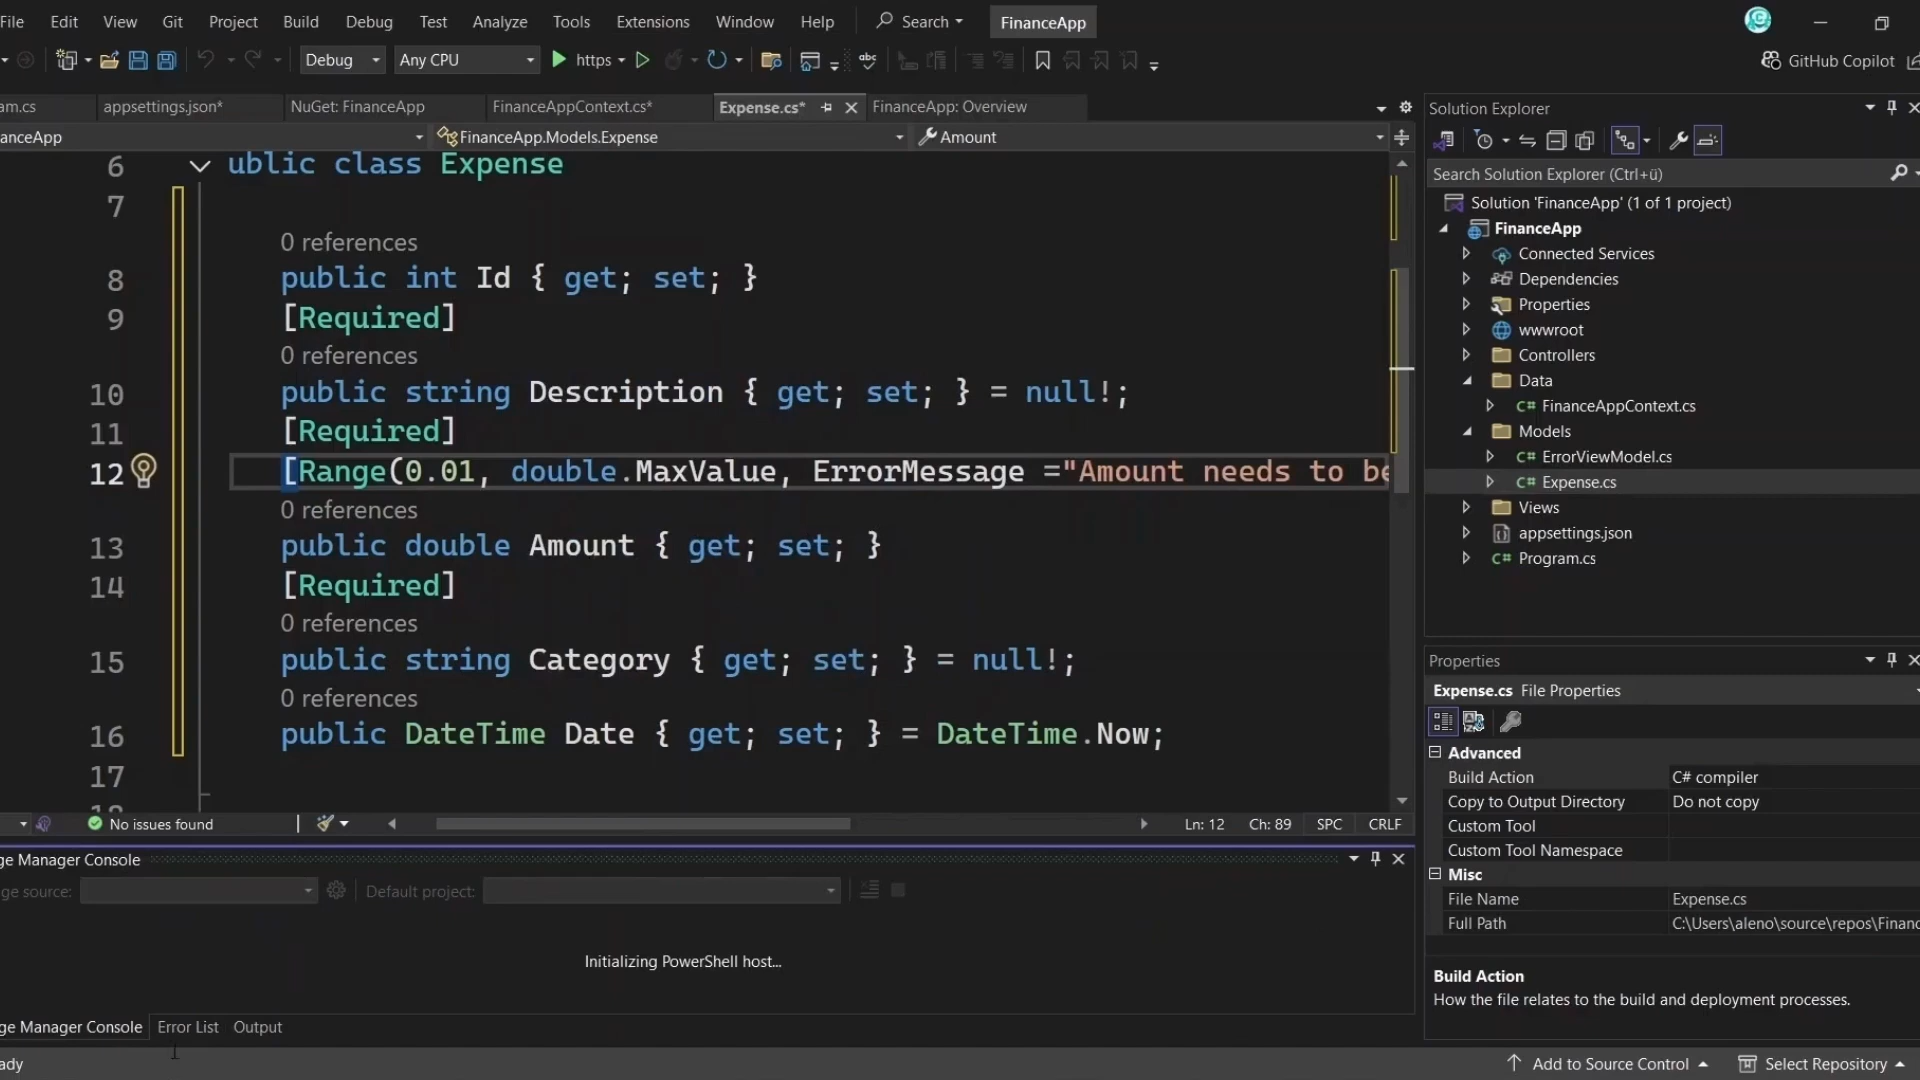 File Edit View Git Project Build Debug Test Analyze Tools Extensions Window Help Search FinanceApp
Debug Any CPU https GitHub Copilot
am.cs appsettings.json* NuGet: FinanceApp FinanceAppContext.cs* Expense.cs* FinanceApp: Overview
anceApp FinanceApp.Models.Expense Amount
6 ublic class Expense
7
0 references
8 public int Id { get; set; }
9 [Required]
0 references
10 public string Description { get; set; } = null!;
11 [Required]
12 [Range(0.01, double.MaxValue, ErrorMessage ="Amount needs to be
0 references
13 public double Amount { get; set; }
14 [Required]
0 references
15 public string Category { get; set; } = null!;
0 references
16 public DateTime Date { get; set; } = DateTime.Now;
17
No issues found Ln: 12 Ch: 89 SPC CRLF
ge Manager Console
ge source: Default project:
Initializing PowerShell host...
ge Manager Console Error List Output
ady Add to Source Control Select Repository
Solution Explorer
Search Solution Explorer (Ctrl+ü)
Solution 'FinanceApp' (1 of 1 project)
FinanceApp
Connected Services
Dependencies
Properties
wwwroot
Controllers
Data
C# FinanceAppContext.cs
Models
C# ErrorViewModel.cs
C# Expense.cs
Views
appsettings.json
C# Program.cs
Properties
Expense.cs File Properties
Advanced
Build Action C# compiler
Copy to Output Directory Do not copy
Custom Tool
Custom Tool Namespace
Misc
File Name Expense.cs
Full Path C:\Users\aleno\source\repos\Financ
Build Action
How the file relates to the build and deployment processes.